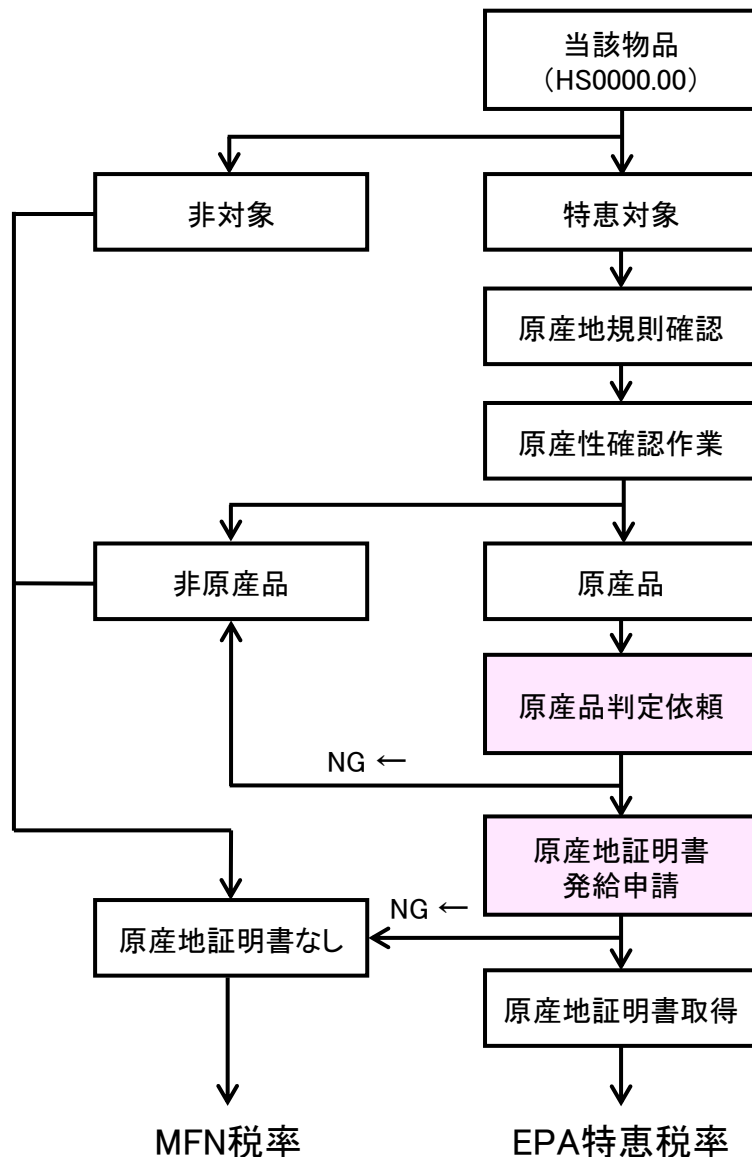 当該物品
（HS0000.00）
非対象
特恵対象
原産地規則確認
原産性確認作業
非原産品
原産品
原産品判定依頼
NG ←
原産地証明書
発給申請
NG ←
原産地証明書なし
原産地証明書取得
MFN税率
EPA特恵税率